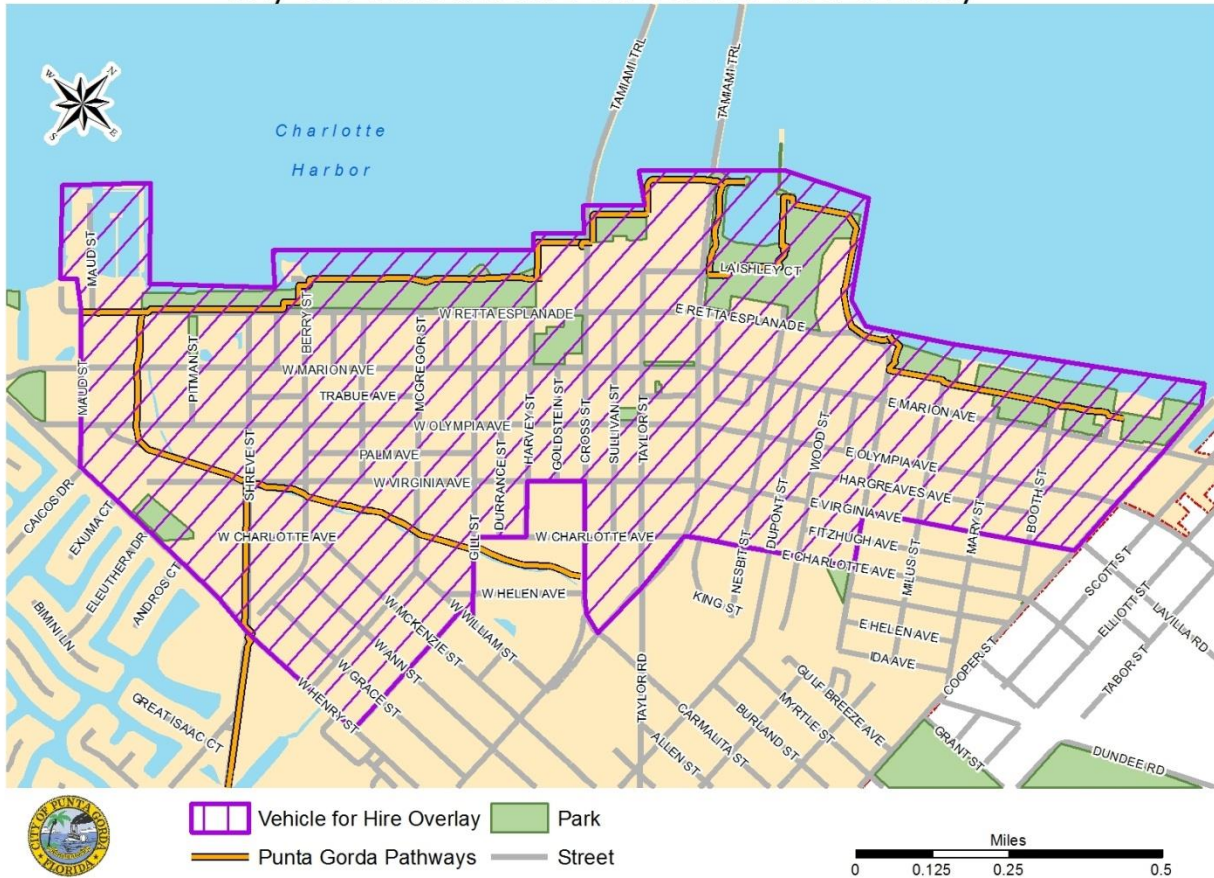 N
W
E
S
TAMIAMI TRL
TAMIAMI TRL
Charlotte
Harbor
MAUD ST
LAISHLEY CT
W RETTA ESPLANADE
E RETTA ESPLANADE
MAUD ST
PITMAN ST
BERRY ST
MCGREGOR ST
W MARION AVE
TRABUE AVE
W OLYMPIA AVE
PALM AVE
W VIRGINIA AVE
SHREVE ST
W CHARLOTTE AVE
GILL ST
DURRANCE ST
HARVEY ST
GOLDSTEIN ST
CROSS ST
SULLIVAN ST
TAYLOR ST
W CHARLOTTE AVE
W HELEN AVE
E MARION AVE
E OLYMPIA AVE
HARGREAVES AVE
E VIRGINIA AVE
FITZHUGH AVE
E CHARLOTTE AVE
WOOD ST
DUPONT ST
NESBIT ST
KING ST
MILUS ST
MARY ST
BOOTH ST
E HELEN AVE
IDA AVE
COOPER ST
SCOTT ST
ELLIOTT ST
LAVILLA RD
TABOR ST
DUNDEE RD
GRANT ST
GULF BREEZE AVE
MYRTLE ST
BURLAND ST
CARMALITA ST
ALLEN ST
TAYLOR RD
W WILLIAM ST
W MCKENZIE ST
W ANN ST
W GRACE ST
W HENRY ST
CAICOS DR
EXUMA CT
ELEUTHERA DR
ANDROS CT
BIMINI LN
GREAT ISAAC CT
CITY OF PUNTA GORDA
FLORIDA
Vehicle for Hire Overlay
Park
Punta Gorda Pathways
Street
Miles
0 0.125 0.25 0.5